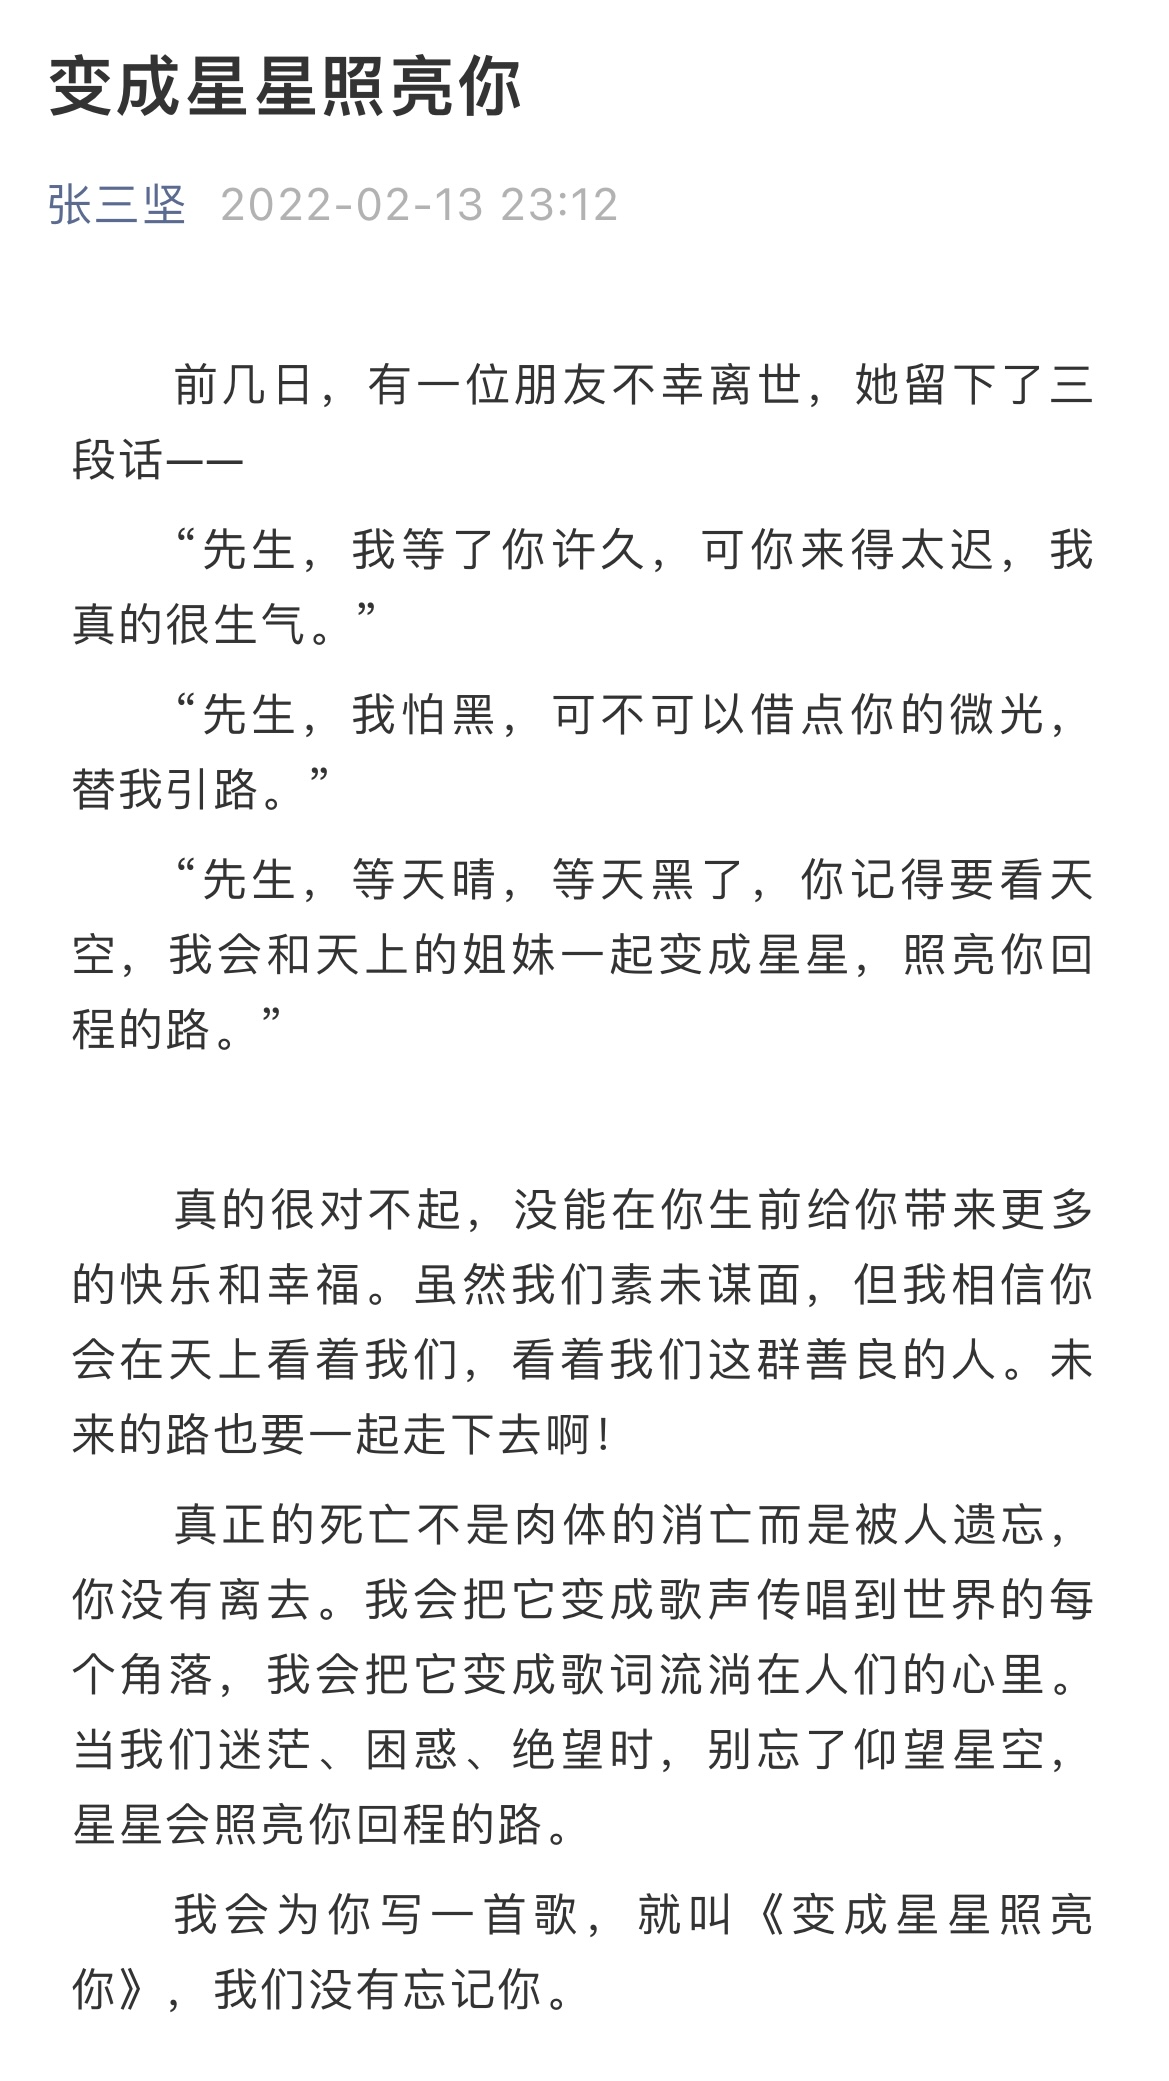 变成星星照亮你
张三坚 2022-02-13 23:12
前几日，有一位朋友不幸离世，她留下了三
段话——
“先生，我等了你许久，可你来得太迟，我
真的很生气。”
“先生，我怕黑，可不可以借点你的微光，
替我引路。”
“先生，等天晴，等天黑了，你记得要看天
空，我会和天上的姐妹一起变成星星，照亮你回
程的路。”
真的很对不起，没能在你生前给你带来更多
的快乐和幸福。虽然我们素未谋面，但我相信你
会在天上看着我们，看着我们这群善良的人。未
来的路也要一起走下去啊！
真正的死亡不是肉体的消亡而是被人遗忘，
你没有离去。我会把它变成歌声传唱到世界的每
个角落，我会把它变成歌词流淌在人们的心里。
当我们迷茫、困惑、绝望时，别忘了仰望星空，
星星会照亮你回程的路。
我会为你写一首歌，就叫《变成星星照亮
你》，我们没有忘记你。